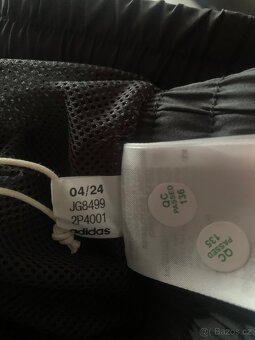 04/24
JG8499
2P4001
adidas
QC
PASSED
136
QC
PASSED
135
Bazos.cz